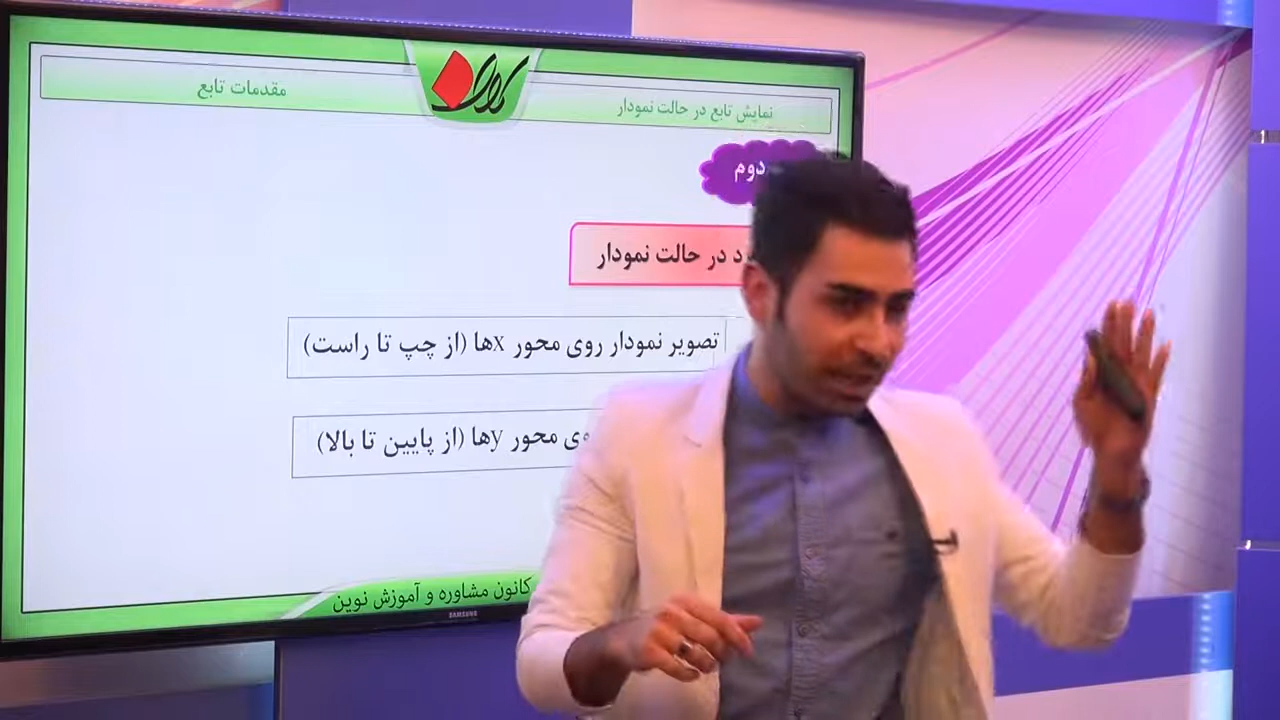 نمایش تابع در حالت نمودار
مقدمات تابع
دوم
در حالت نمودار
تصویر نمودار روی محور xها (از چپ تا راست)
محور yها (از پایین تا بالا)
کانون مشاوره و آموزش نوین
SAMSUNG